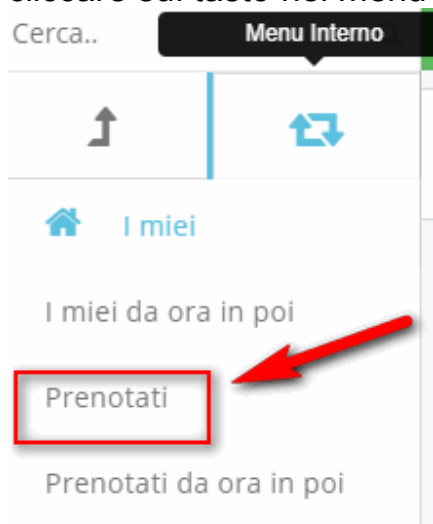 Cerca..
Menu Interno
I miei
I miei da ora in poi
Prenotati
Prenotati da ora in poi